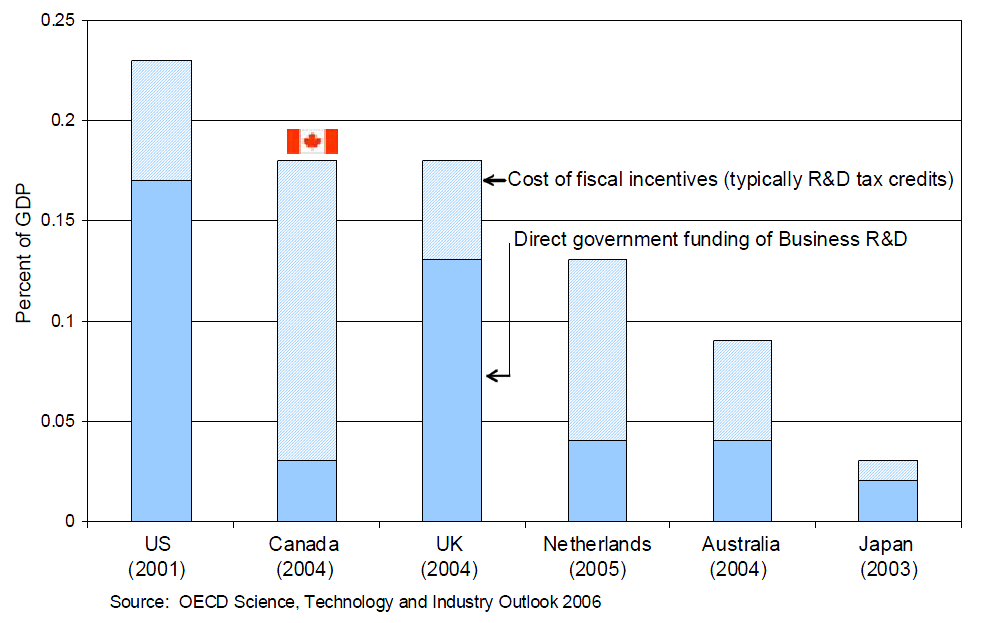 0.25
0.2
0.15
0.1
0.05
0
Percent of GDP
Cost of fiscal incentives (typically R&D tax credits)
Direct government funding of Business R&D
US
(2001)
Canada
(2004)
UK
(2004)
Netherlands
(2005)
Australia
(2004)
Japan
(2003)
Source: OECD Science, Technology and Industry Outlook 2006